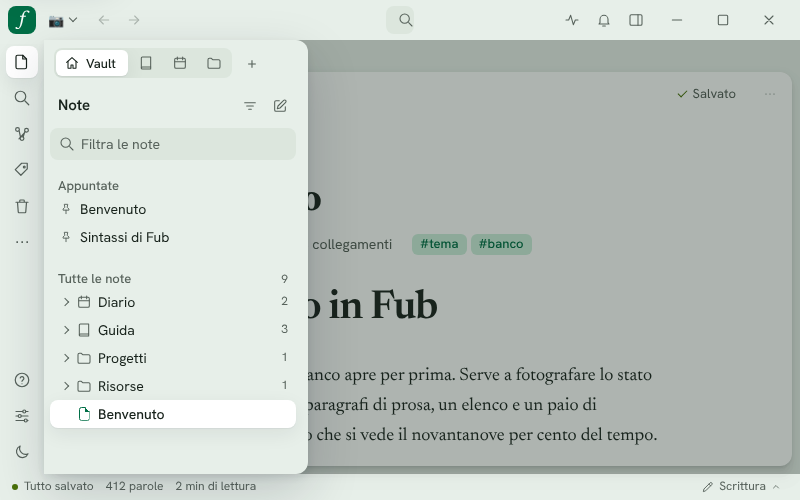 f
Vault
Note
Filtra le note
Appuntate
Benvenuto
Sintassi di Fub
Tutte le note 9
Diario 2
Guida 3
Progetti 1
Risorse 1
Benvenuto
Salvato
o
collegamenti #tema #banco
o in Fub
anco apre per prima. Serve a fotografare lo stato
paragrafi di prosa, un elenco e un paio di
o che si vede il novantanove per cento del tempo.
Tutto salvato 412 parole 2 min di lettura
Scrittura